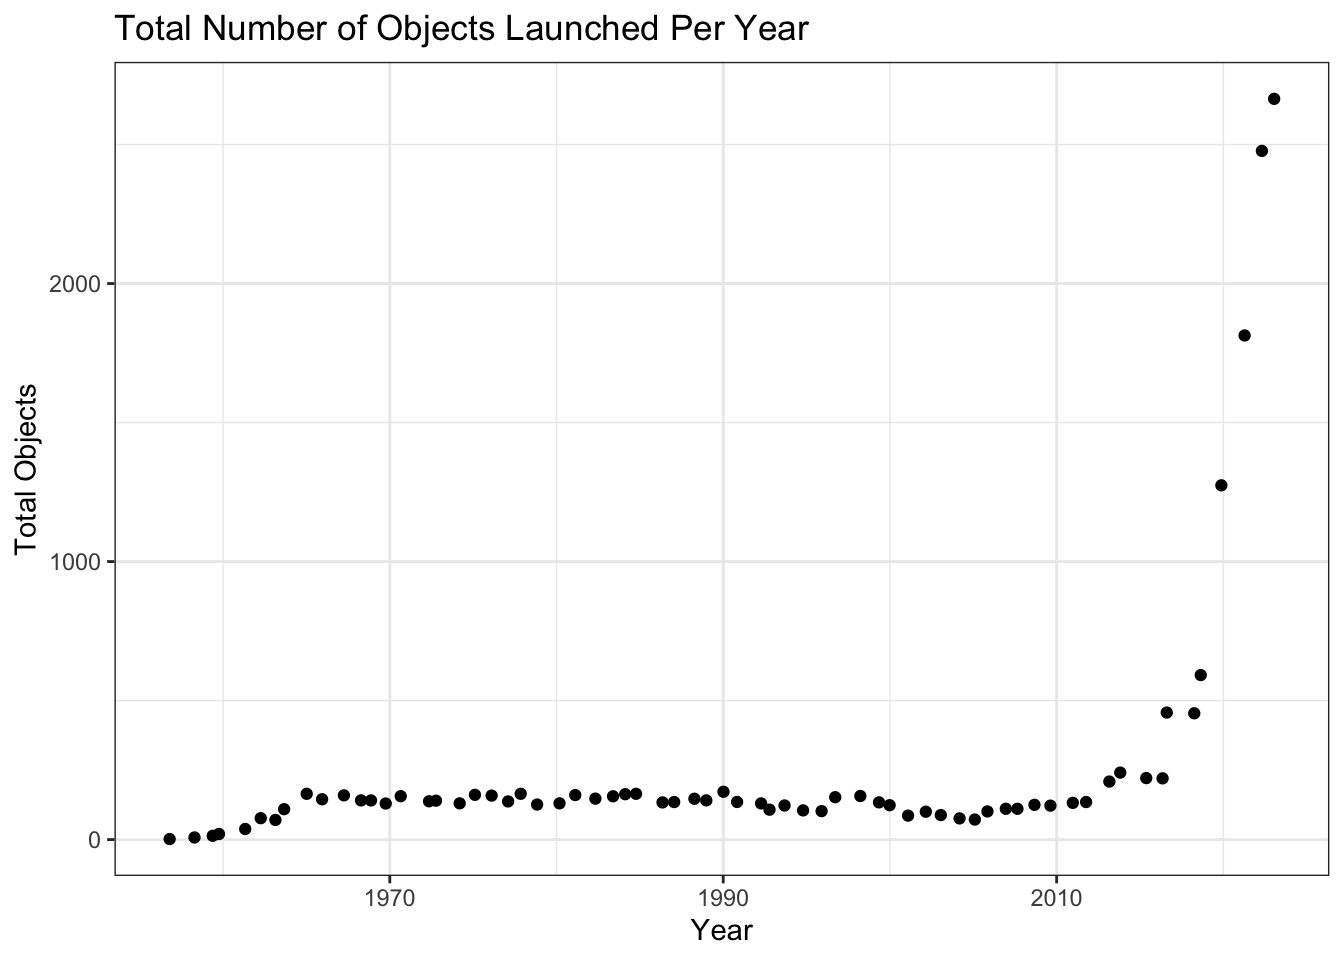 Total Number of Objects Launched Per Year
2000
1000
0
Total Objects
1970 1990 2010
Year